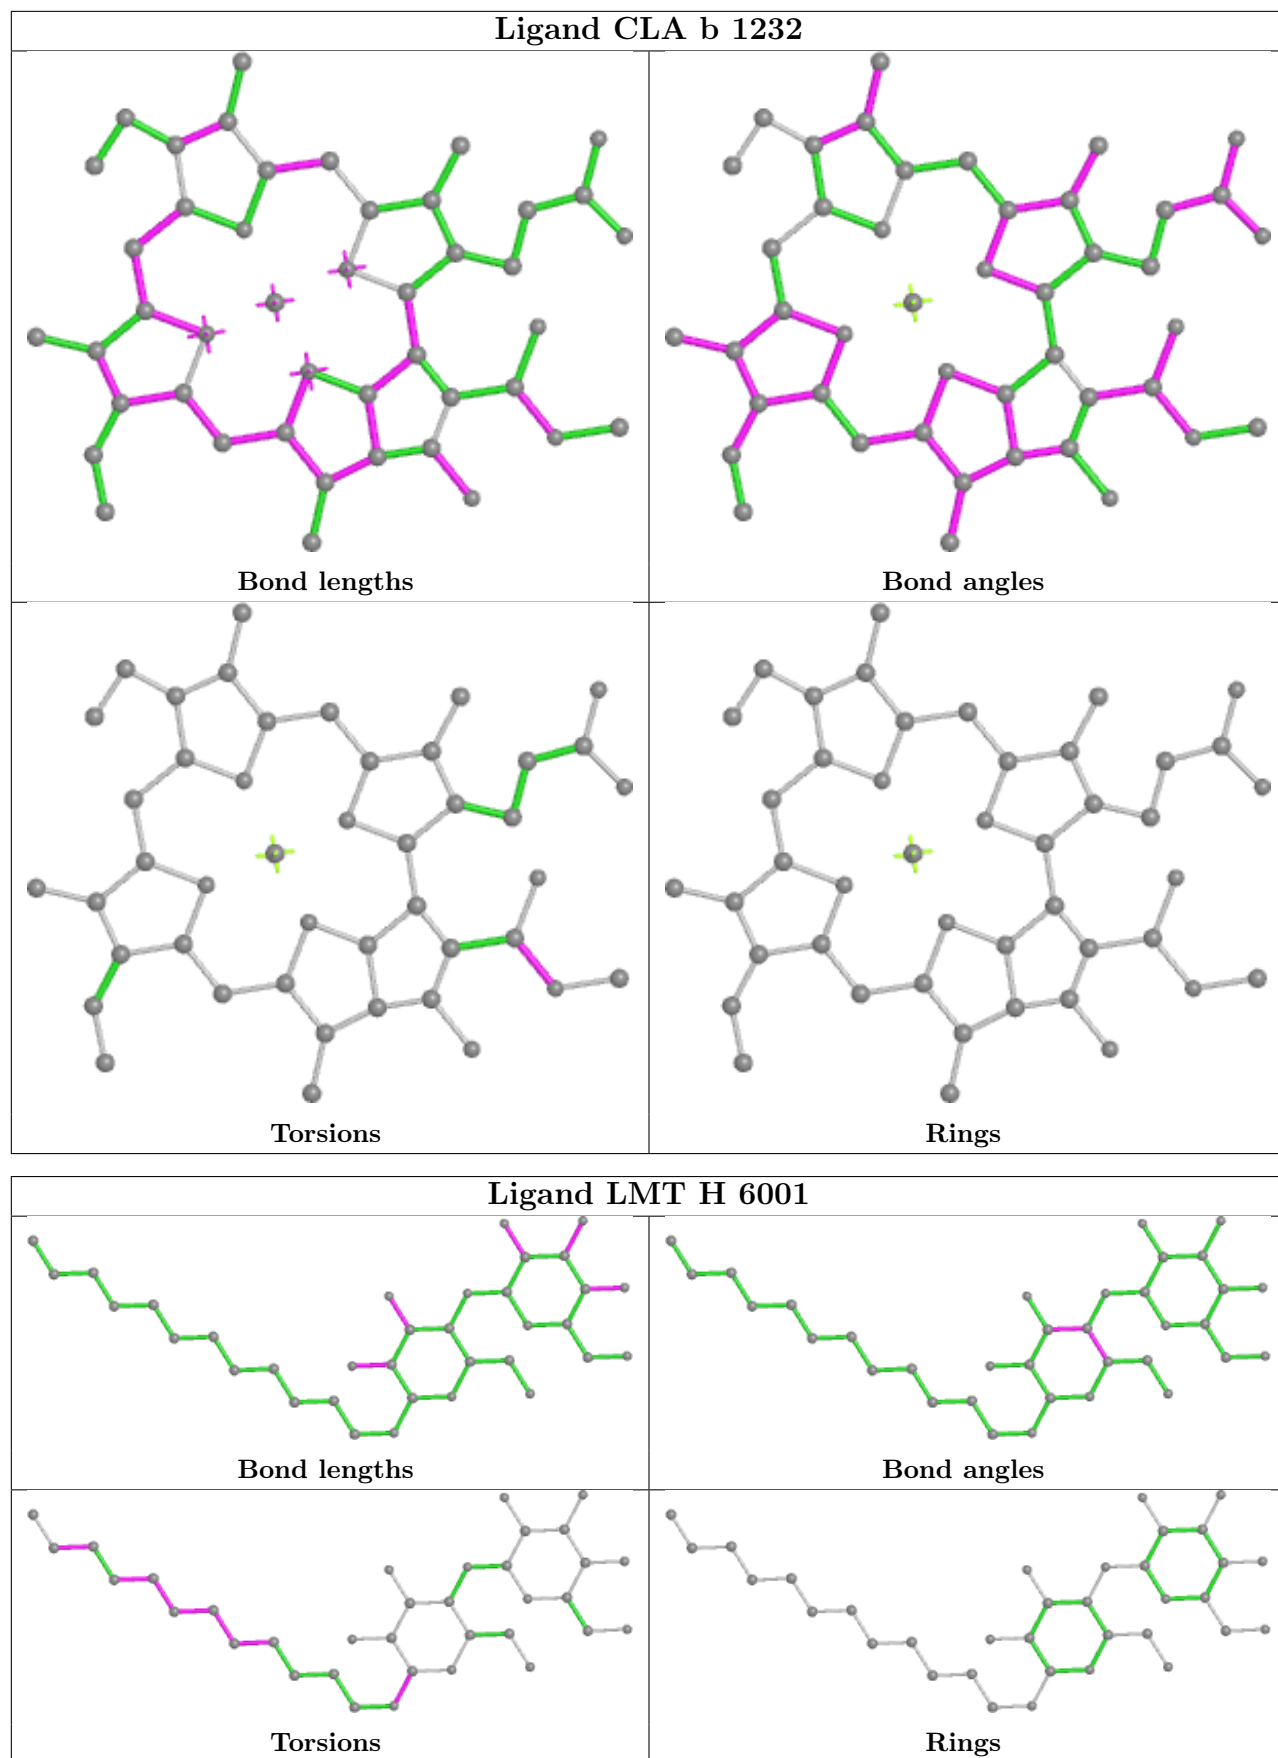 Ligand CLA b 1232
Bond lengths
Bond angles
Torsions
Rings
Ligand LMT H 6001
Bond lengths
Bond angles
Torsions
Rings